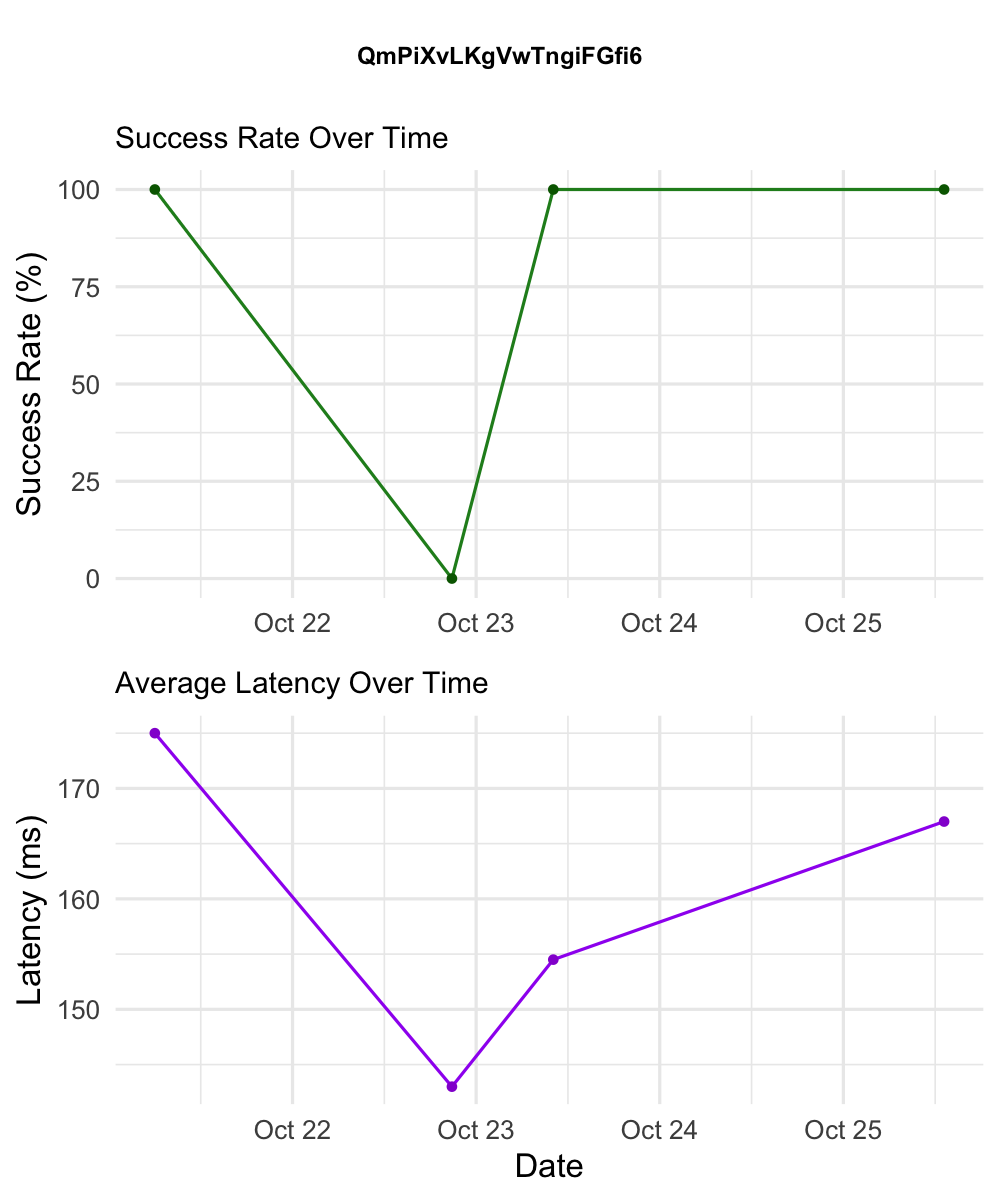 QmPiXvLKgVwTngiFGfi6
Success Rate Over Time
Success Rate (%)
100
75
50
25
0
Oct 22 Oct 23 Oct 24 Oct 25
Average Latency Over Time
Latency (ms)
170
160
150
Oct 22 Oct 23 Oct 24 Oct 25
Date